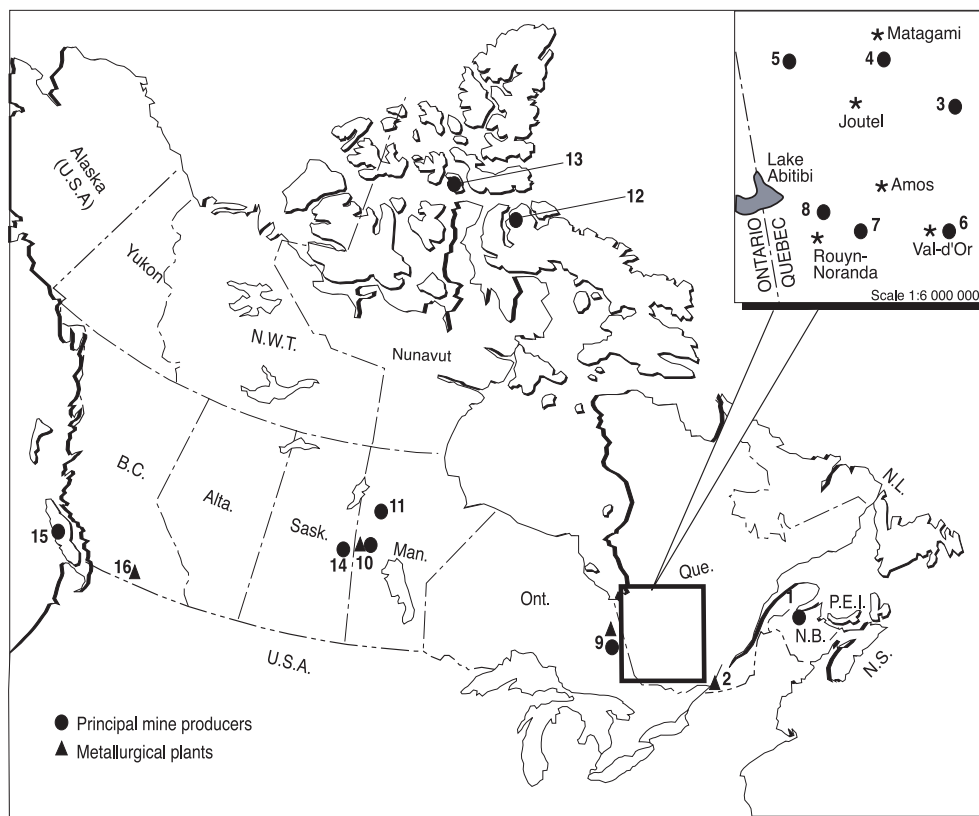 Matagami
5
4
3
Joutel
Lake
Abitibi
Amos
8
7
6
Val-d'Or
Rouyn-
Noranda
ONTARIO
QUEBEC
Scale 1:6 000 000
13
12
Alaska
(U.S.A)
Yukon
N.W.T.
Nunavut
B.C.
Alta.
Sask.
Man.
11
15
14
10
16
Ont.
Que.
N.L.
1
P.E.I.
N.B.
N.S.
9
2
U.S.A.
Principal mine producers
Metallurgical plants